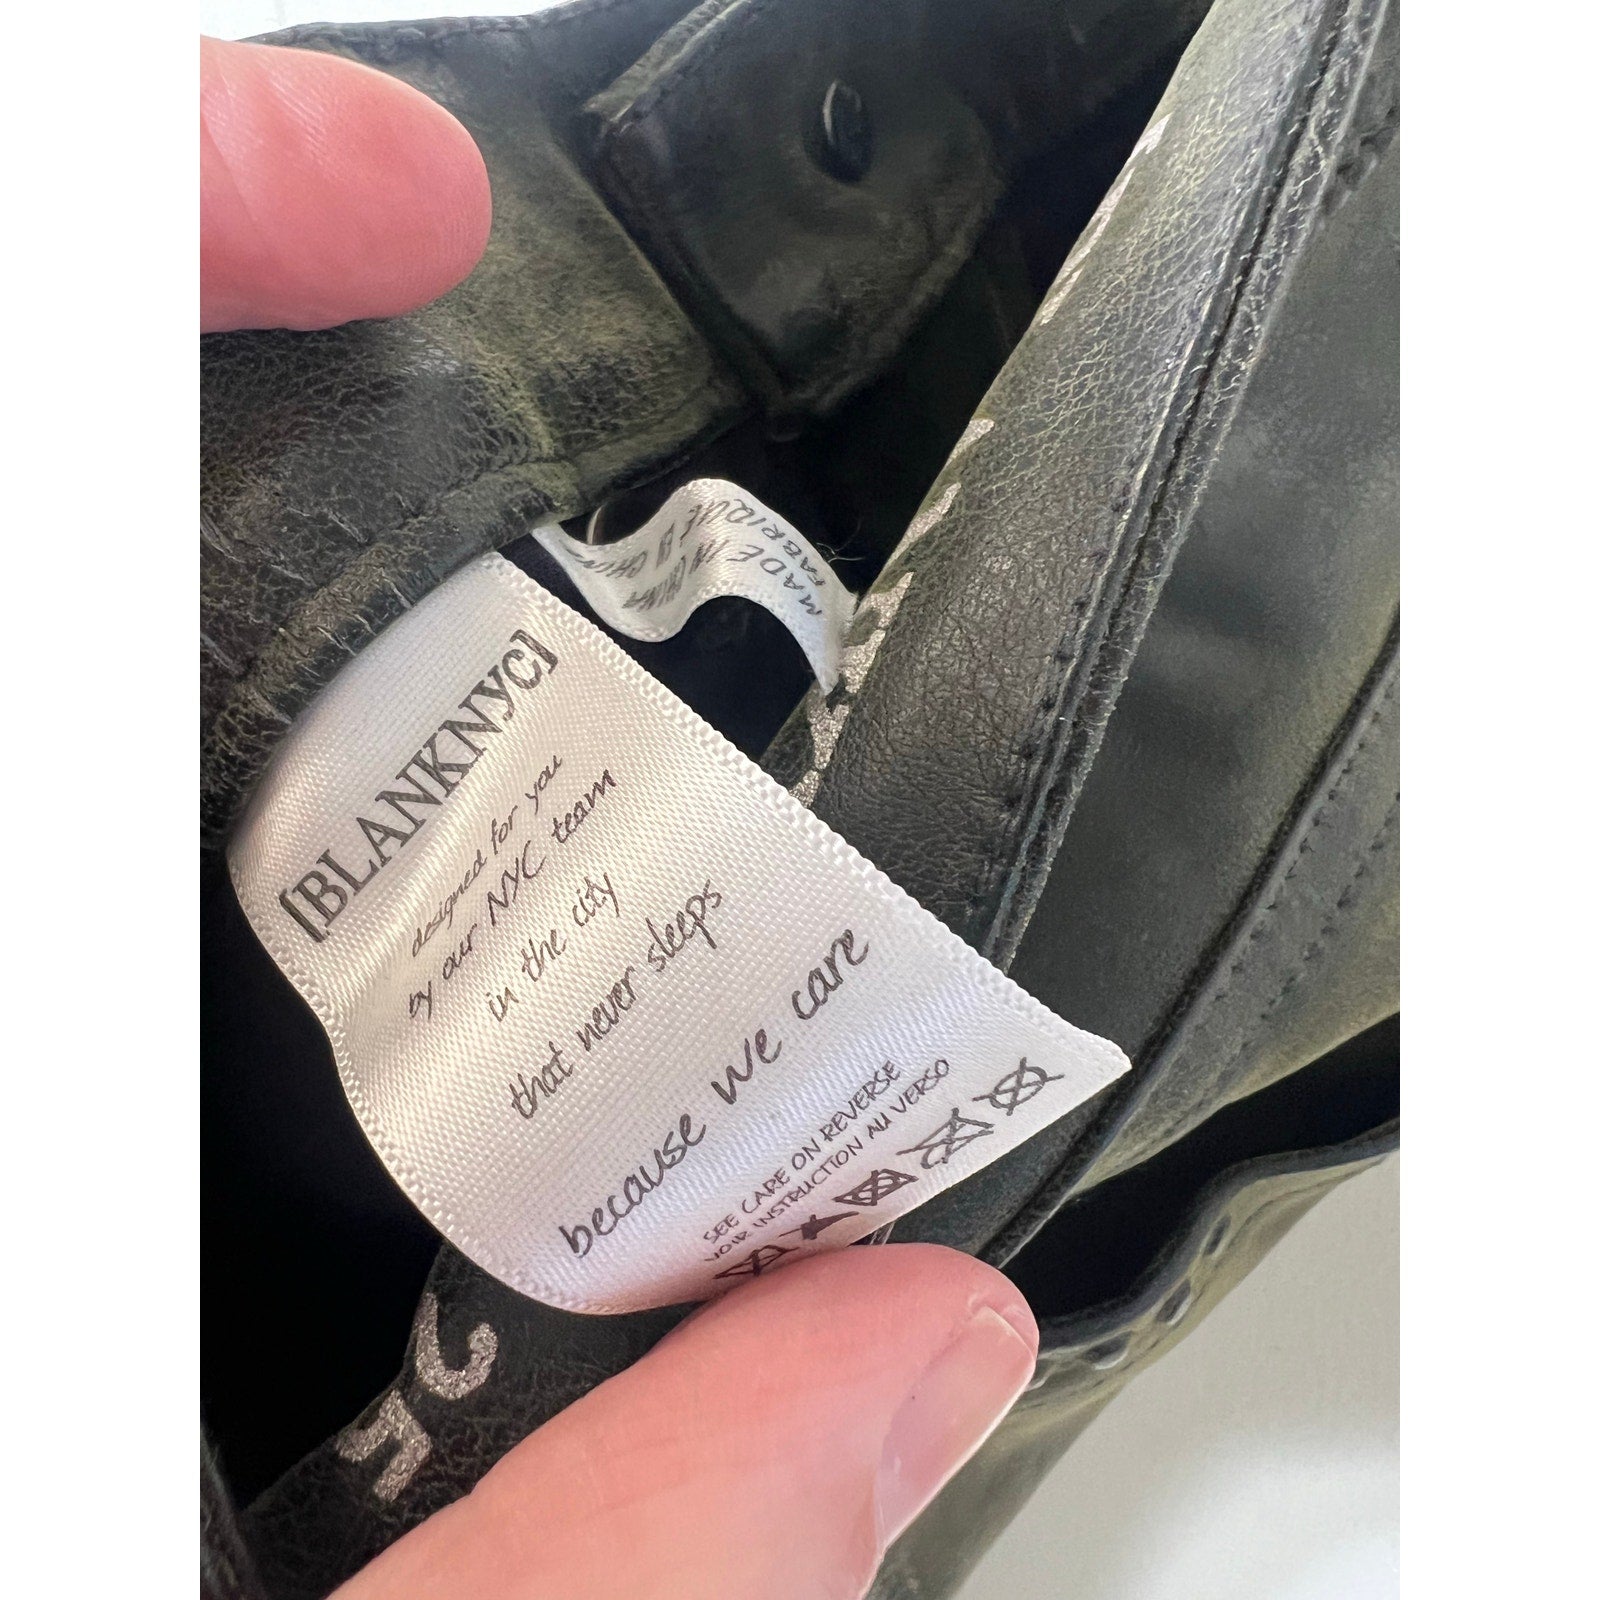 [BLANKNYC]
designed for you
by our NYC team
in the city
that never sleeps
because we care
SEE CARE ON REVERSE
VOIR INSTRUCTION AU VERSO
MADE IN CHINA
FABRIQUÉ EN CHINE
25